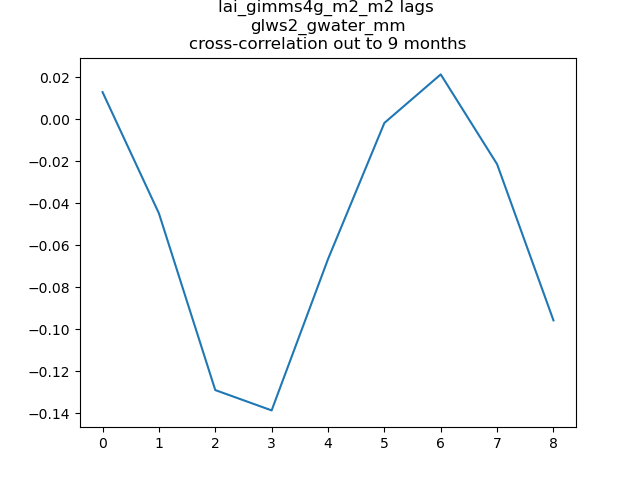 lai_gimms4g_m2_m2 lags
glws2_gwater_mm
cross-correlation out to 9 months
0.02
0.00
−0.02
−0.04
−0.06
−0.08
−0.10
−0.12
−0.14
0 1 2 3 4 5 6 7 8